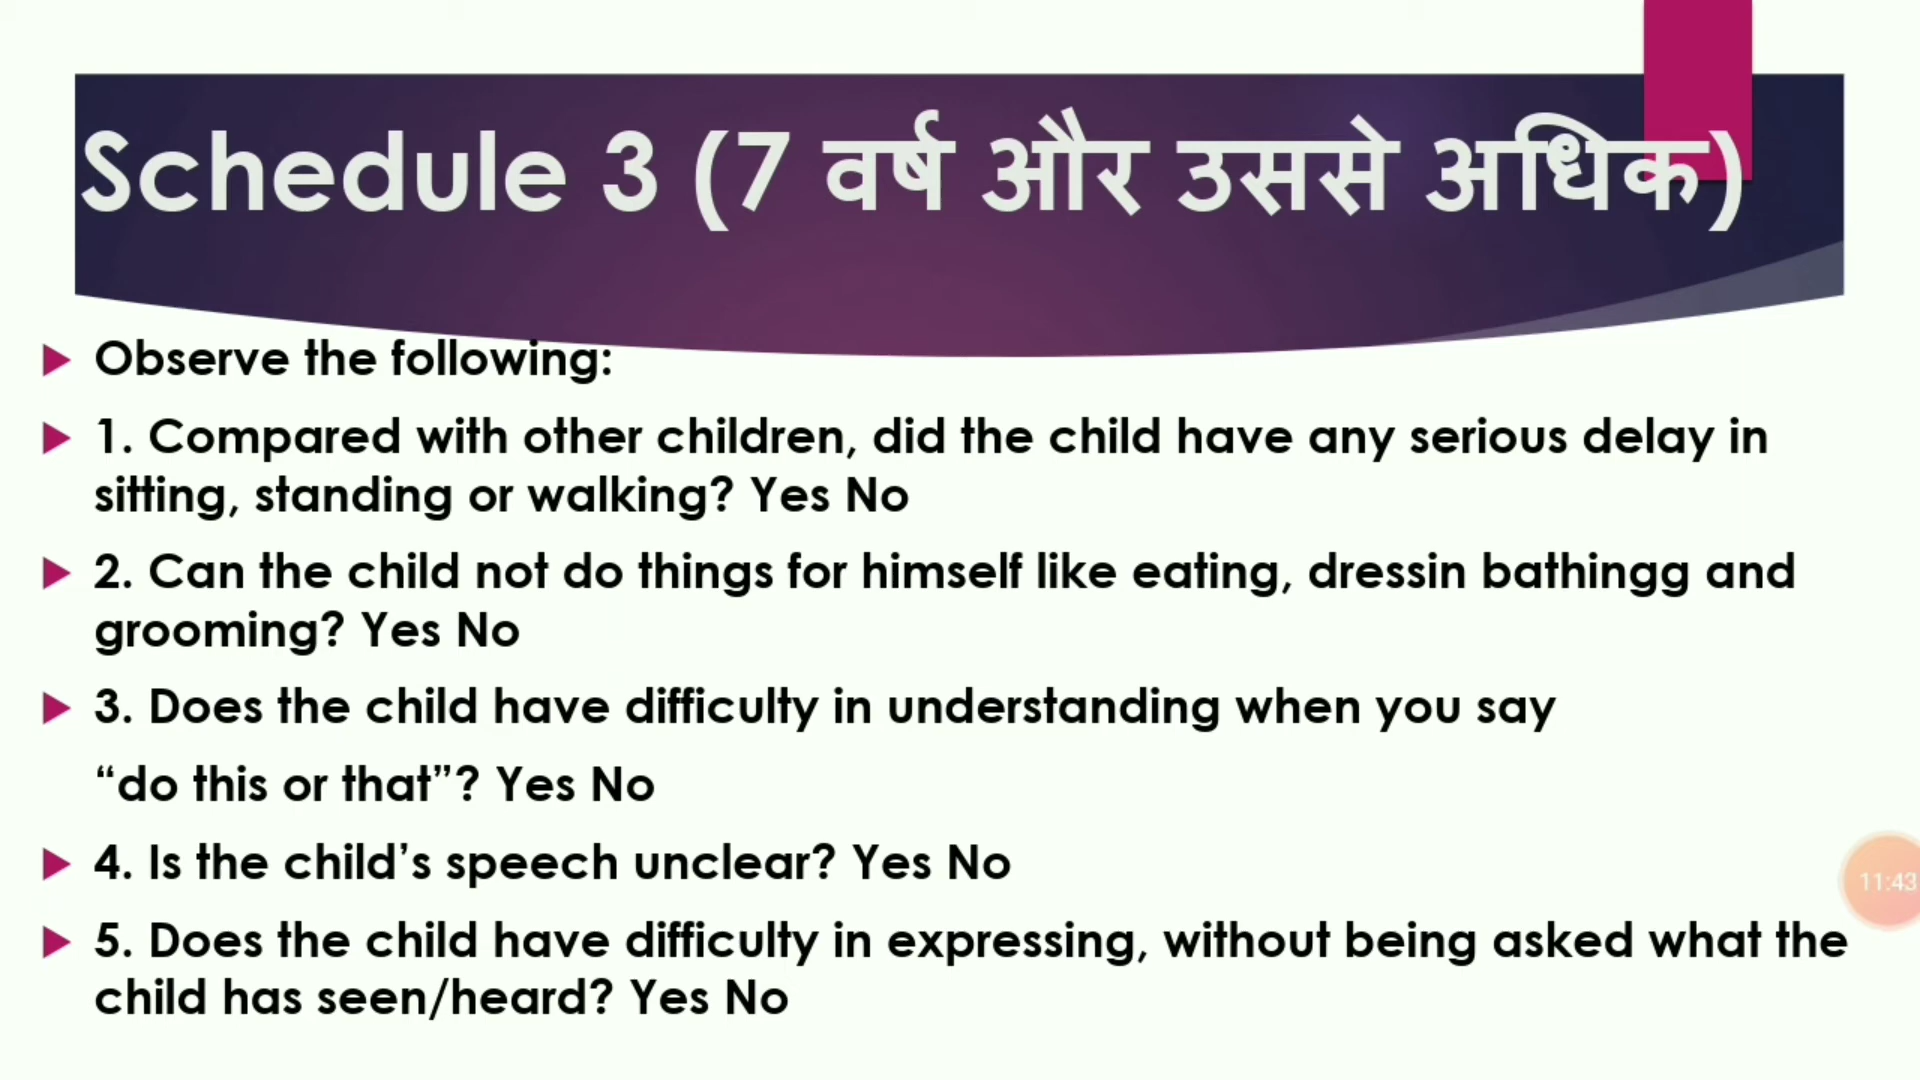 Schedule 3 (7 वर्ष और उससे अधिक)
Observe the following:
1. Compared with other children, did the child have any serious delay in
sitting, standing or walking? Yes No
2. Can the child not do things for himself like eating, dressin bathingg and
grooming? Yes No
3. Does the child have difficulty in understanding when you say
“do this or that”? Yes No
4. Is the child’s speech unclear? Yes No
11:43
5. Does the child have difficulty in expressing, without being asked what the
child has seen/heard? Yes No